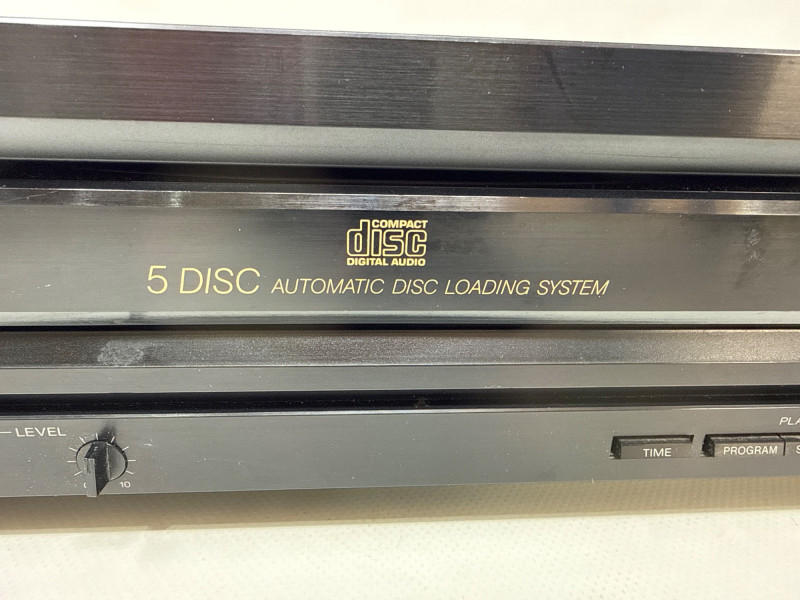 COMPACT
disc
DIGITAL AUDIO
5 DISC AUTOMATIC DISC LOADING SYSTEM
LEVEL
10
TIME
PROGRAM